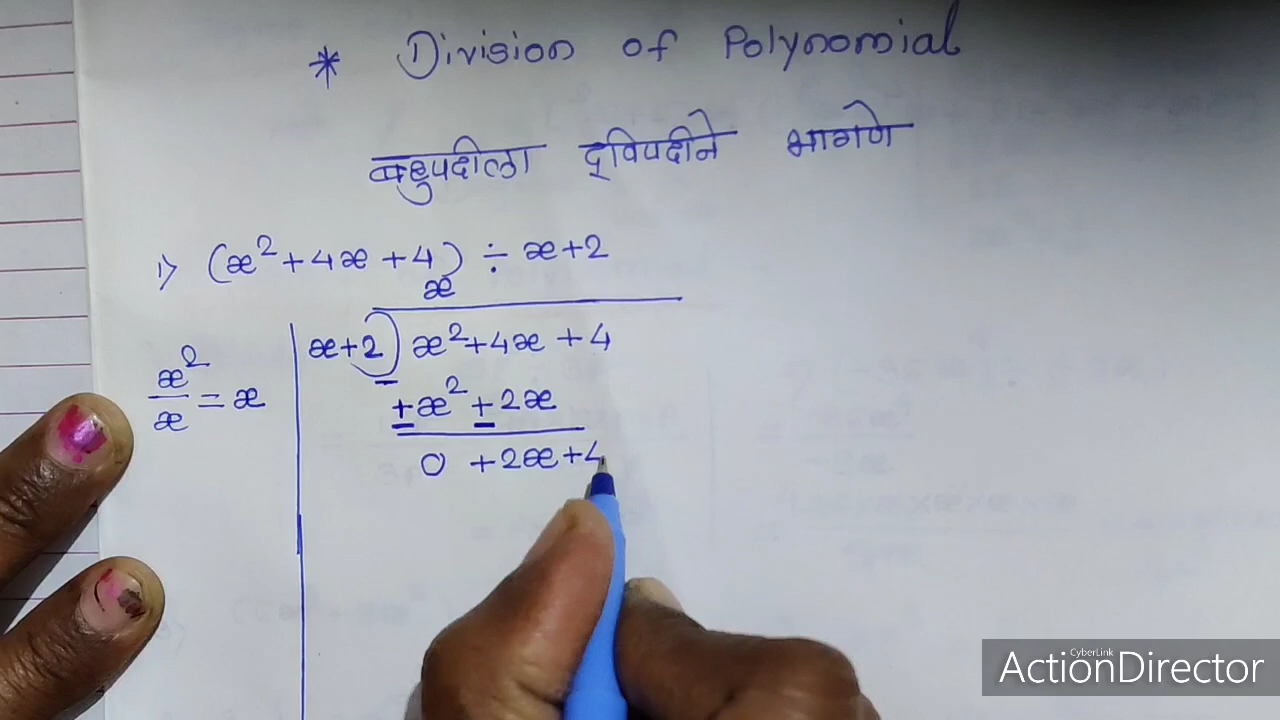 * Division of Polynomial
बहुपदीला द्विपदीने भागणे
1) (x²+4x+4) ÷ x+2
x
x+2) x²+4x+4
x²/x = x
+x² +2x
0 +2x+4
CyberLink
ActionDirector